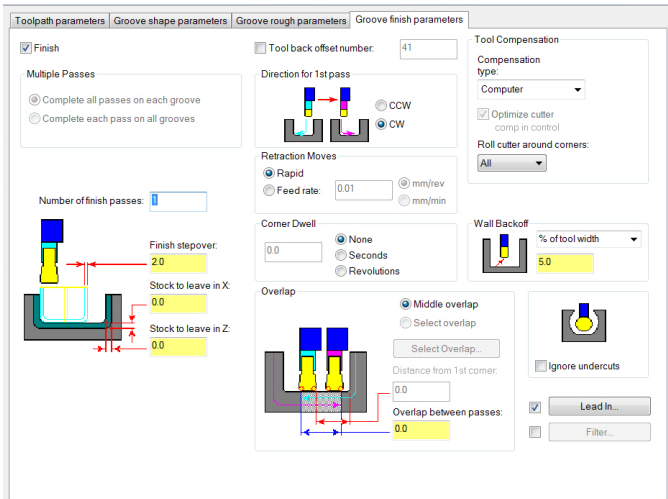 Toolpath parameters
Groove shape parameters
Groove rough parameters
Groove finish parameters
Finish
Multiple Passes
Complete all passes on each groove
Complete each pass on all grooves
Number of finish passes:
1
Finish stepover:
2.0
Stock to leave in X:
0.0
Stock to leave in Z:
0.0
Tool back offset number:
41
Direction for 1st pass
CCW
CW
Retraction Moves
Rapid
Feed rate:
0.01
mm/rev
mm/min
Corner Dwell
0.0
None
Seconds
Revolutions
Overlap
Middle overlap
Select overlap
Select Overlap...
Distance from 1st corner:
0.0
Overlap between passes:
0.0
Tool Compensation
Compensation
type:
Computer
Optimize cutter
comp in control
Roll cutter around corners:
All
Wall Backoff
% of tool width
5.0
Ignore undercuts
Lead In...
Filter...